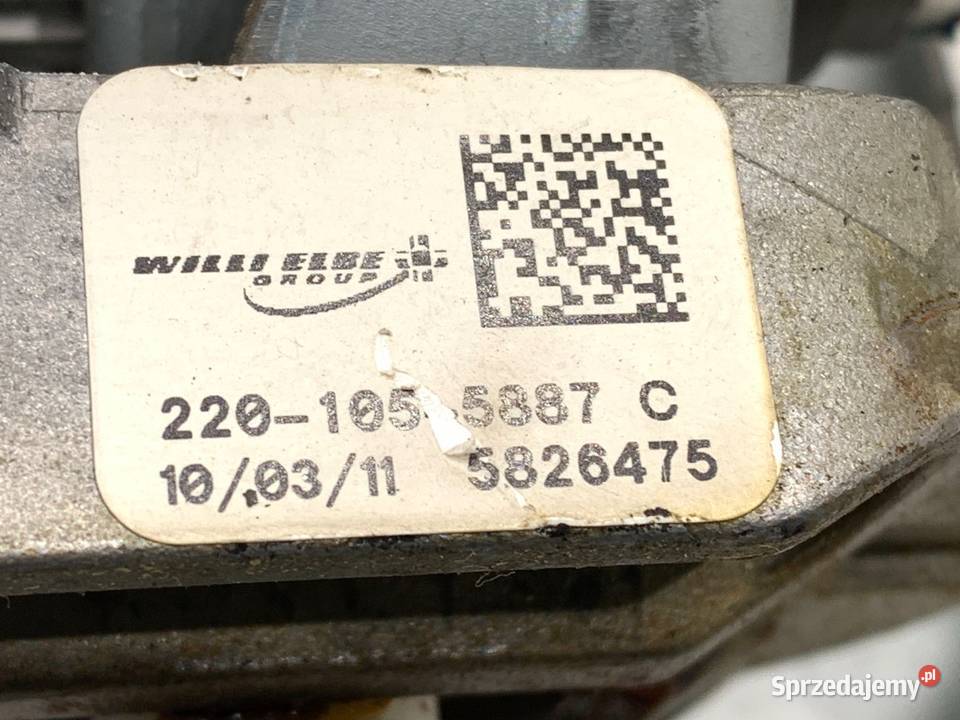 WILLI ELBE
GROUP
220-105-5887 C
10/03/11 5826475
Sprzedajemy.pl